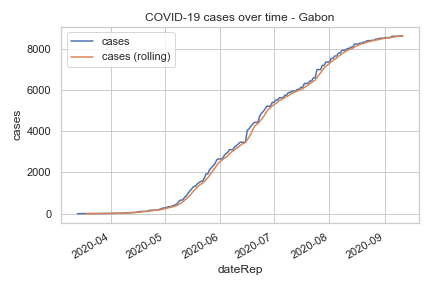 COVID-19 cases over time - Gabon
cases
cases (rolling)
8000
6000
4000
2000
0
cases
2020-04
2020-05
2020-06
2020-07
2020-08
2020-09
dateRep